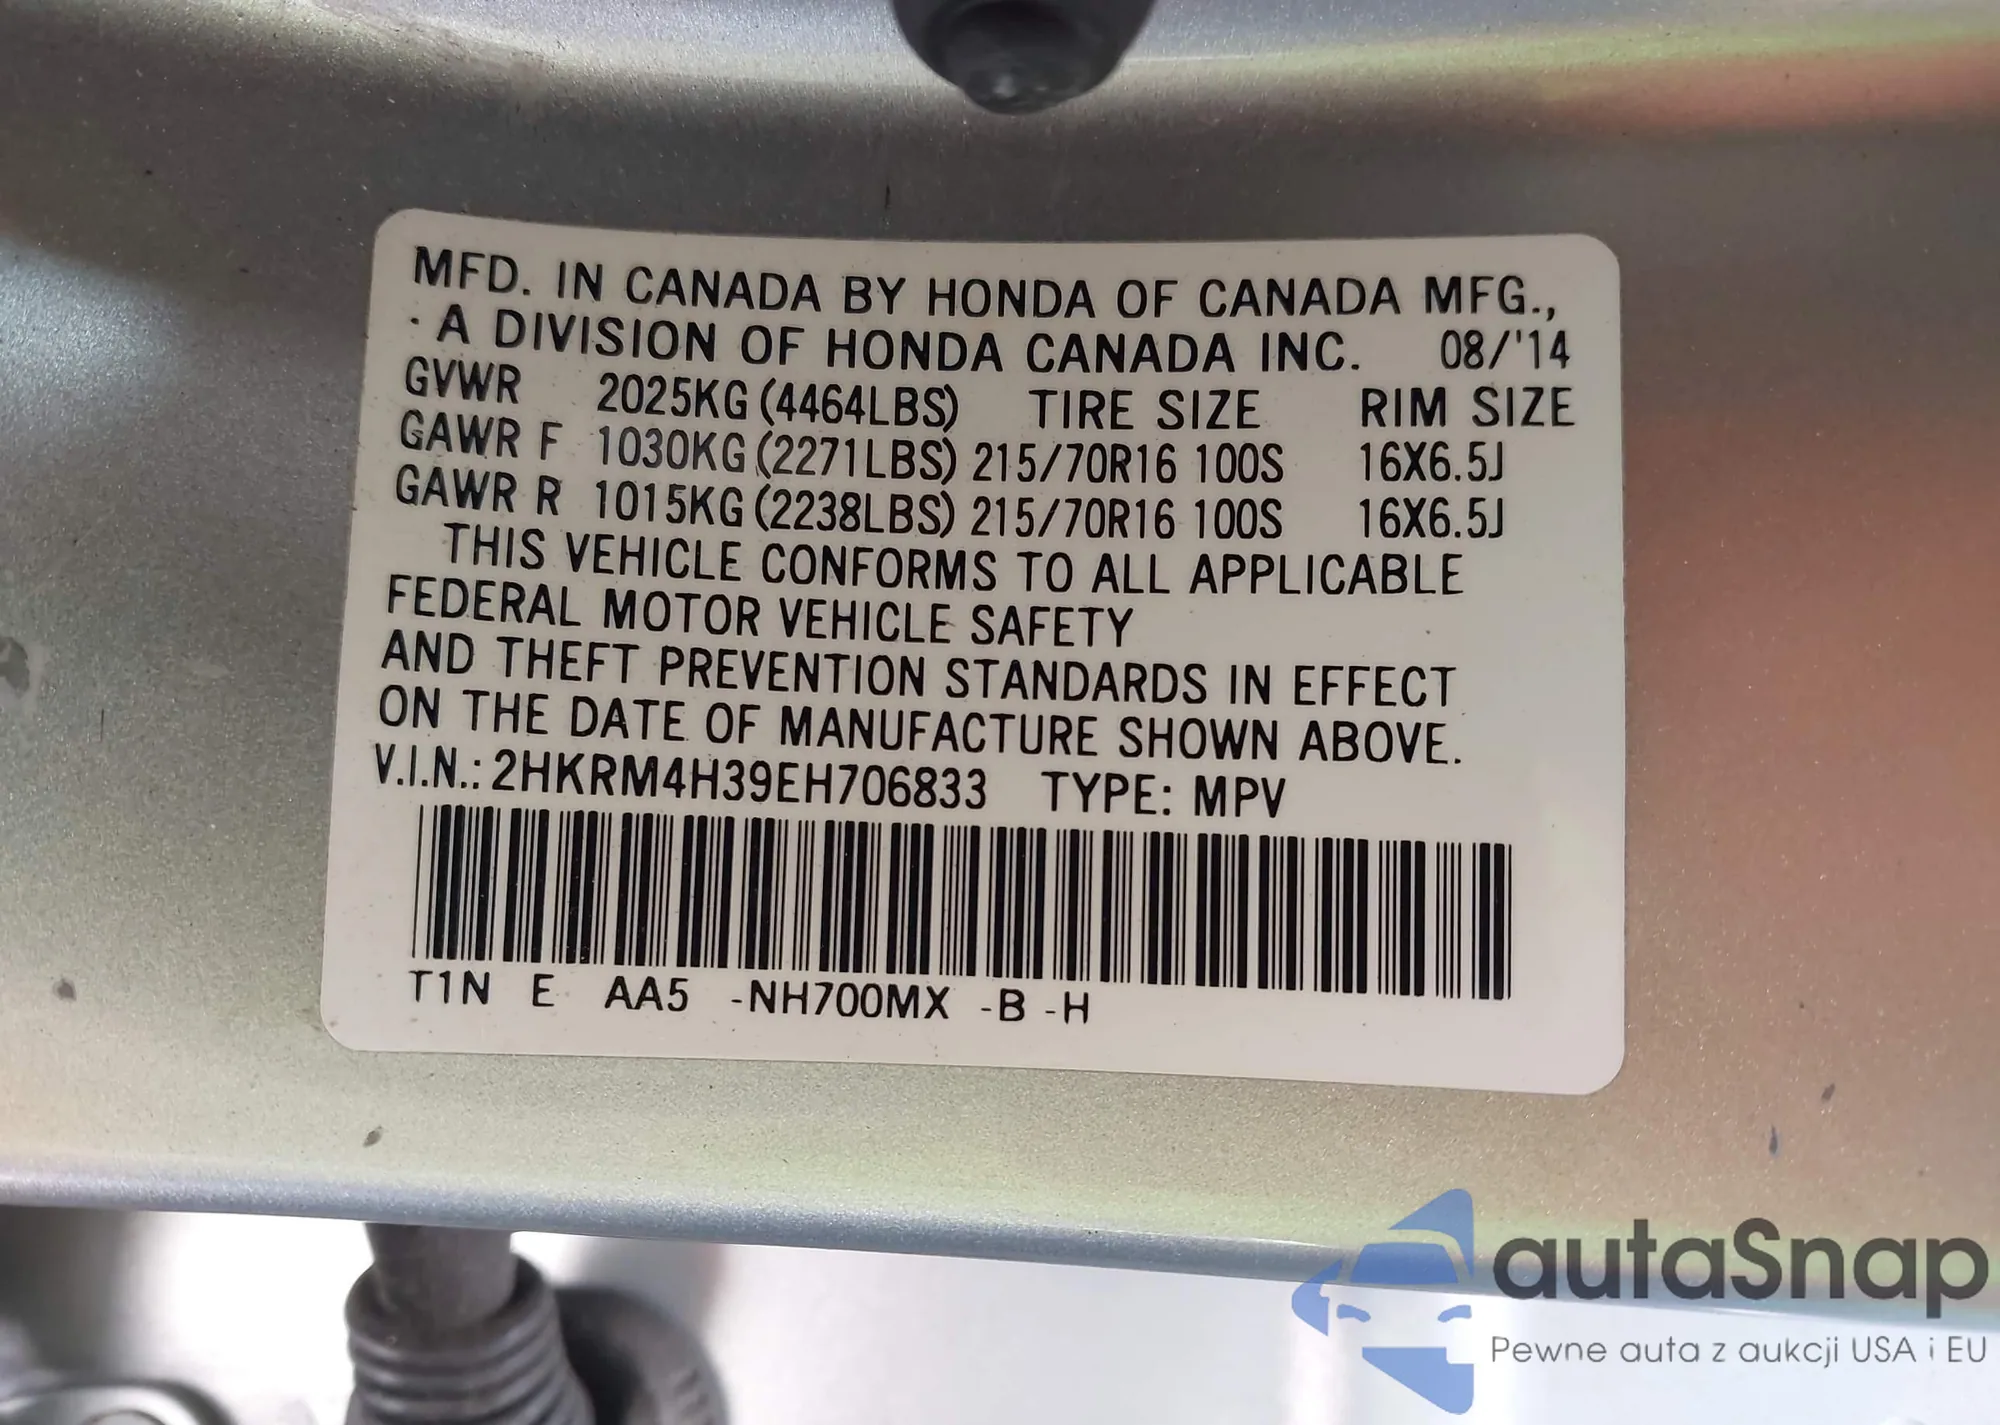 MFD. IN CANADA BY HONDA OF CANADA MFG.,
A DIVISION OF HONDA CANADA INC. 08/'14
GVWR 2025KG (4464LBS) TIRE SIZE RIM SIZE
GAWR F 1030KG (2271LBS) 215/70R16 100S 16X6.5J
GAWR R 1015KG (2238LBS) 215/70R16 100S 16X6.5J
THIS VEHICLE CONFORMS TO ALL APPLICABLE
FEDERAL MOTOR VEHICLE SAFETY
AND THEFT PREVENTION STANDARDS IN EFFECT
ON THE DATE OF MANUFACTURE SHOWN ABOVE.
V.I.N.: 2HKRM4H39EH706833 TYPE: MPV
T1N E AA5 -NH700MX -B -H
autaSnap
Pewne auta z aukcji USA i EU